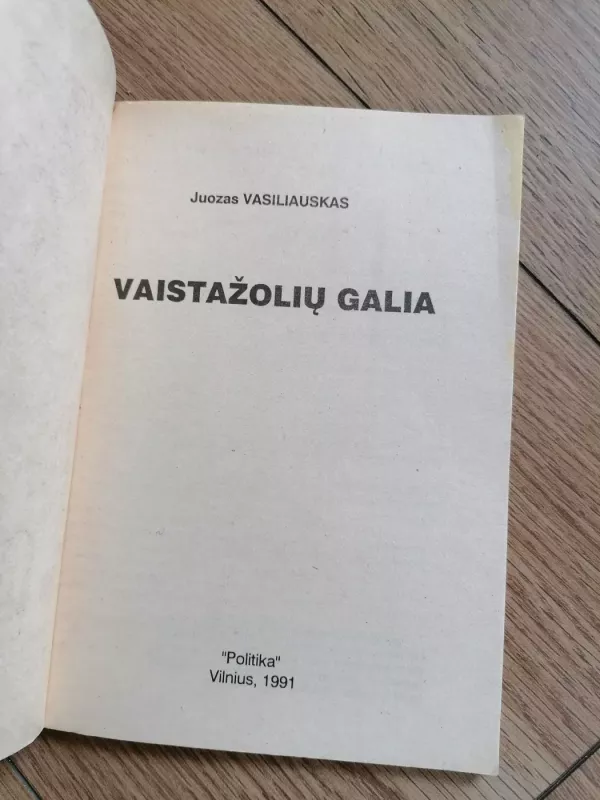 Juozas VASILIAUSKAS
VAISTAŽOLIŲ GALIA
"Politika"
Vilnius, 1991